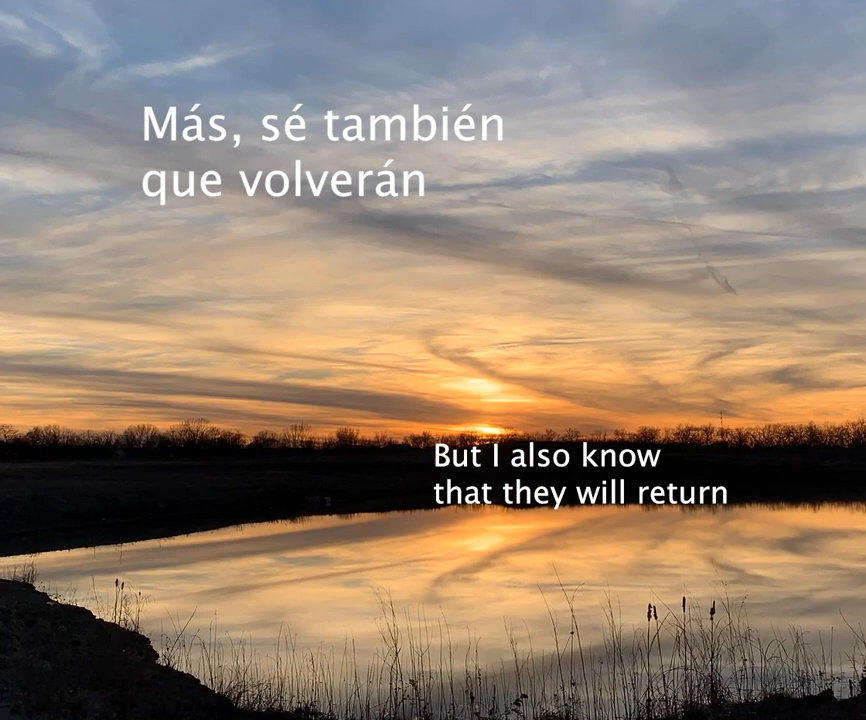 Más, sé también
que volverán
But I also know
that they will return